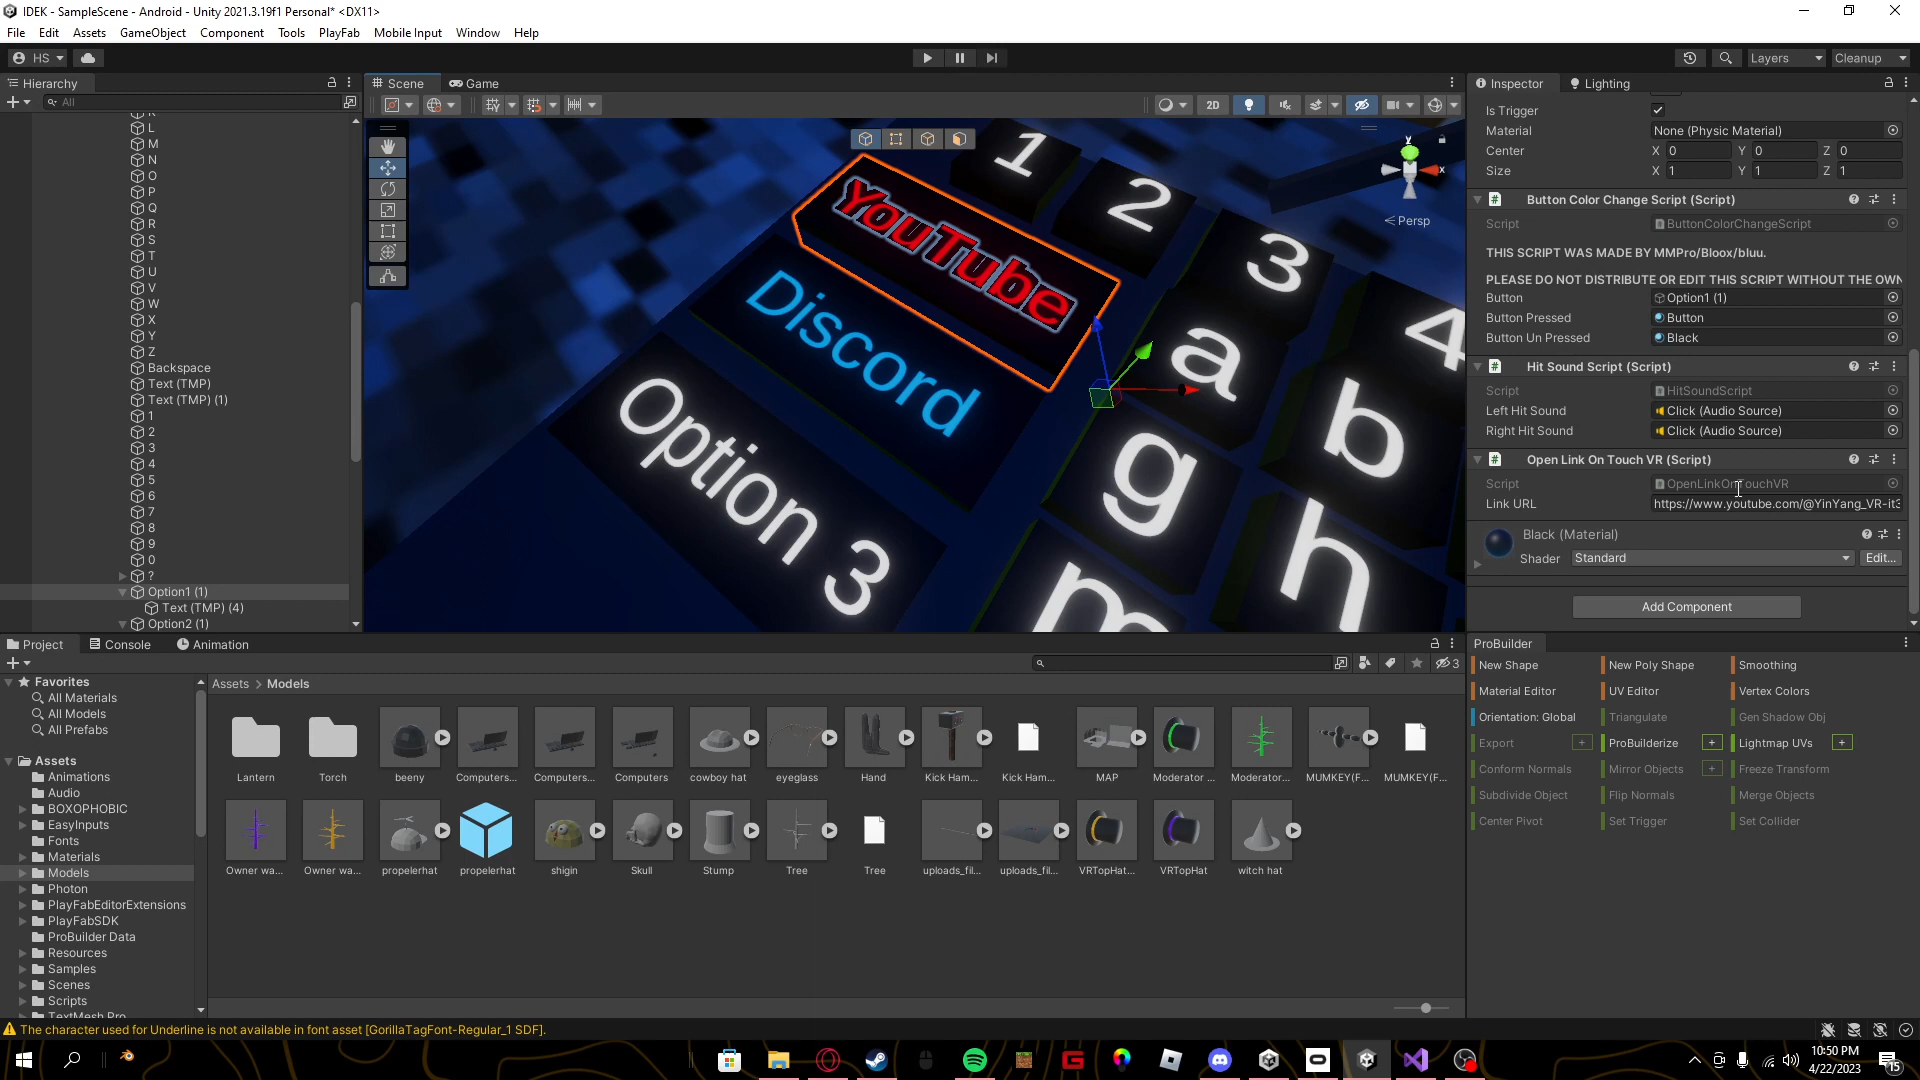 IDEK - SampleScene - Android - Unity 2021.3.19f1 Personal* <DX11>
File Edit Assets GameObject Component Tools PlayFab Mobile Input Window Help
HS Layers Cleanup
Hierarchy Scene Game Inspector Lighting
All 2D
L
M
N
O
P
Q
R
S
T
U
V
W
X
Y
Z
Backspace
Text (TMP)
Text (TMP) (1)
1
2
3
4
5
6
7
8
9
0
?
Option1 (1)
Text (TMP) (4)
Option2 (1)
1
2
3
4
YouTube
a
b
Discord
g
h
Option 3
m
Y
X
Persp
Is Trigger
Material None (Physic Material)
Center X 0 Y 0 Z 0
Size X 1 Y 1 Z 1
Button Color Change Script (Script)
Script ButtonColorChangeScript
THIS SCRIPT WAS MADE BY MMPro/Bloox/bluu.
PLEASE DO NOT DISTRIBUTE OR EDIT THIS SCRIPT WITHOUT THE OWN
Button Option1 (1)
Button Pressed Button
Button Un Pressed Black
Hit Sound Script (Script)
Script HitSoundScript
Left Hit Sound Click (Audio Source)
Right Hit Sound Click (Audio Source)
Open Link On Touch VR (Script)
Script OpenLinkOnTouchVR
Link URL https://www.youtube.com/@YinYang_VR-it3
Black (Material)
Shader Standard Edit...
Add Component
Project Console Animation
3
Favorites
All Materials
All Models
All Prefabs
Assets
Animations
Audio
BOXOPHOBIC
EasyInputs
Fonts
Materials
Models
Photon
PlayFabEditorExtensions
PlayFabSDK
ProBuilder Data
Resources
Samples
Scenes
Scripts
TextMesh Pro
Assets > Models
Lantern Torch beeny Computers... Computers... Computers cowboy hat eyeglass Hand Kick Ham... Kick Ham... MAP Moderator ... Moderator... MUMKEY(F... MUMKEY(F...
Owner wa... Owner wa... propelerhat propelerhat shigin Skull Stump Tree Tree uploads_fil... uploads_fil... VRTopHat... VRTopHat witch hat
ProBuilder
New Shape New Poly Shape Smoothing
Material Editor UV Editor Vertex Colors
Orientation: Global Triangulate Gen Shadow Obj
Export + ProBuilderize + Lightmap UVs +
Conform Normals Mirror Objects + Freeze Transform
Subdivide Object Flip Normals Merge Objects
Center Pivot Set Trigger Set Collider
The character used for Underline is not available in font asset [GorillaTagFont-Regular_1 SDF].
10:50 PM
4/22/2023
15